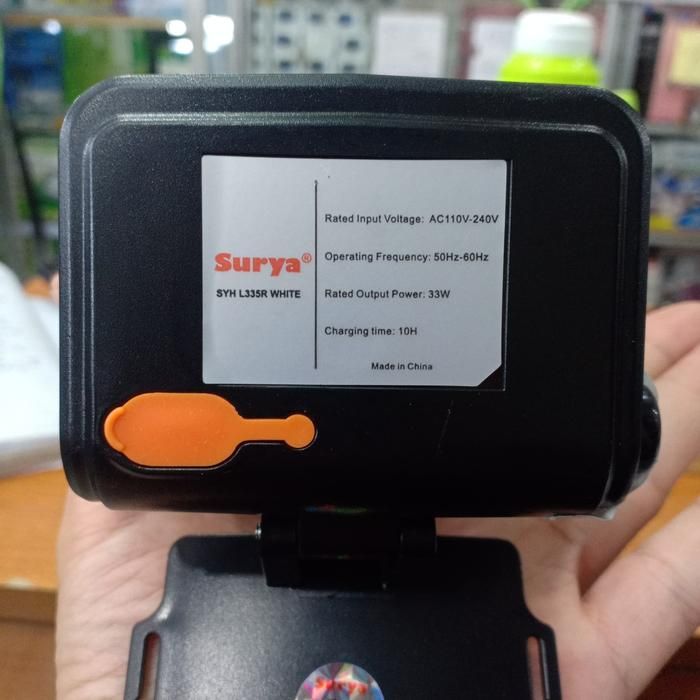 Surya®
SYH L335R WHITE
Rated Input Voltage: AC110V-240V
Operating Frequency: 50Hz-60Hz
Rated Output Power: 33W
Charging time: 10H
Made in China
Surya